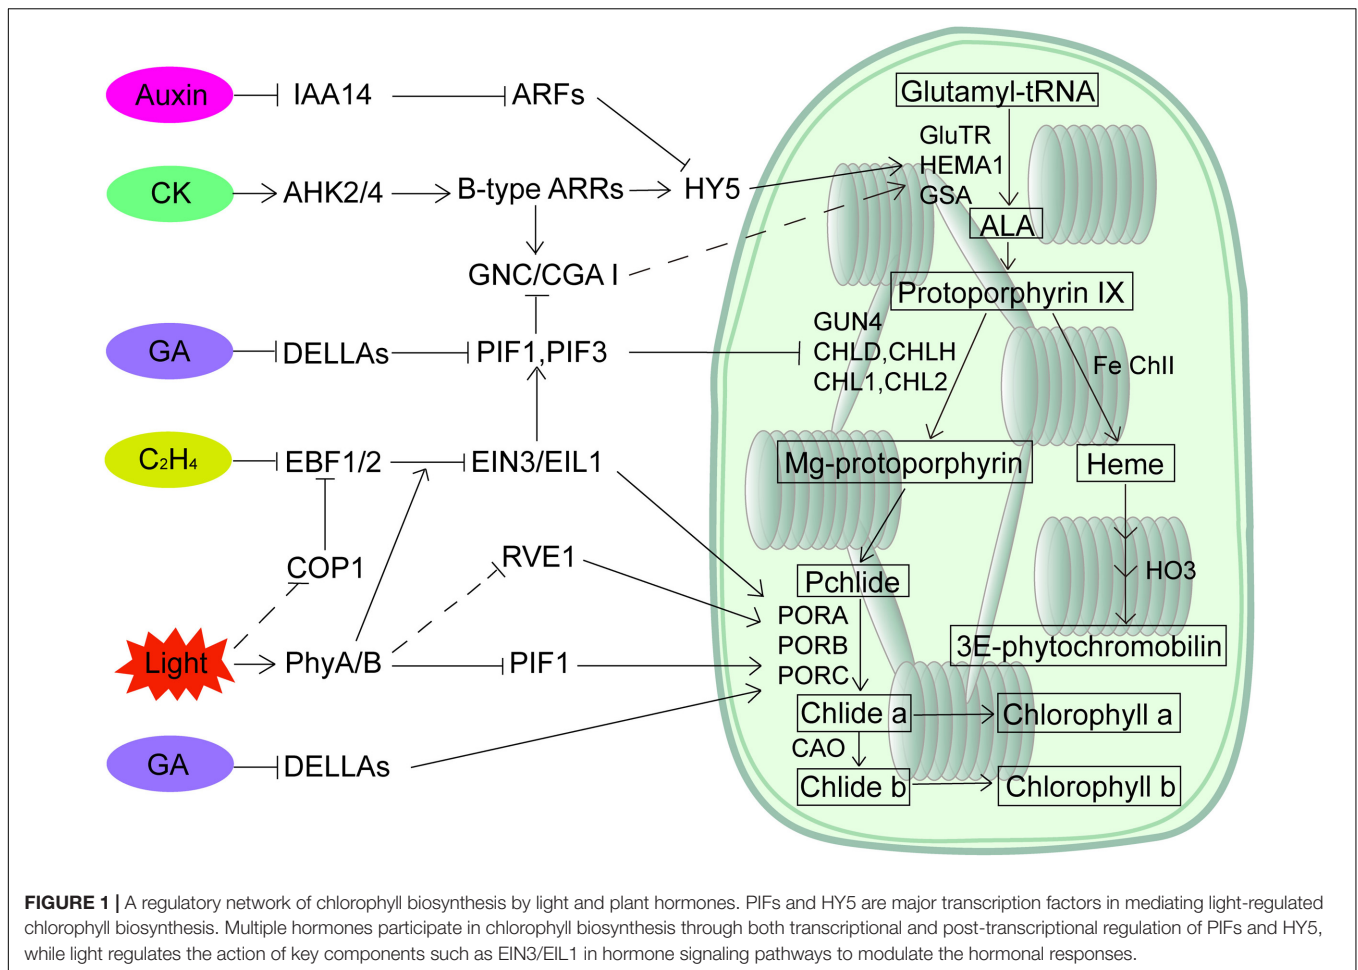 Auxin
IAA14
ARFs
CK
AHK2/4
B-type ARRs
HY5
GNC/CGA I
GA
DELLAs
PIF1,PIF3
C₂H₄
EBF1/2
EIN3/EIL1
COP1
RVE1
Light
PhyA/B
PIF1
GA
DELLAs
Glutamyl-tRNA
GluTR
HEMA1
GSA
ALA
Protoporphyrin IX
GUN4
CHLD,CHLH
CHL1,CHL2
Fe ChII
Mg-protoporphyrin
Heme
Pchlide
HO3
PORA
PORB
PORC
3E-phytochromobilin
Chlide a
Chlorophyll a
CAO
Chlide b
Chlorophyll b
FIGURE 1 | A regulatory network of chlorophyll biosynthesis by light and plant hormones. PIFs and HY5 are major transcription factors in mediating light-regulated
chlorophyll biosynthesis. Multiple hormones participate in chlorophyll biosynthesis through both transcriptional and post-transcriptional regulation of PIFs and HY5,
while light regulates the action of key components such as EIN3/EIL1 in hormone signaling pathways to modulate the hormonal responses.